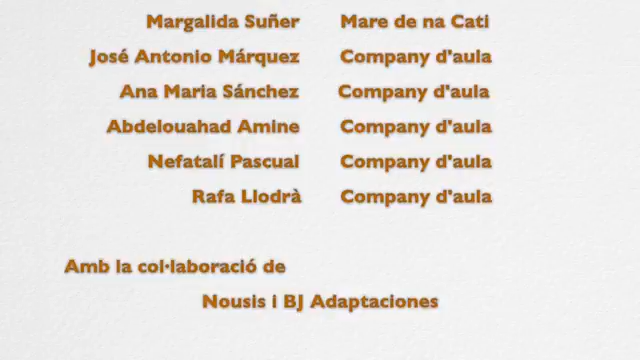 Margalida Suñer Mare de na Cati
José Antonio Márquez Company d'aula
Ana Maria Sánchez Company d'aula
Abdelouahad Amine Company d'aula
Nefatalí Pascual Company d'aula
Rafa Llodrà Company d'aula
Amb la col·laboració de
Nousis i BJ Adaptaciones